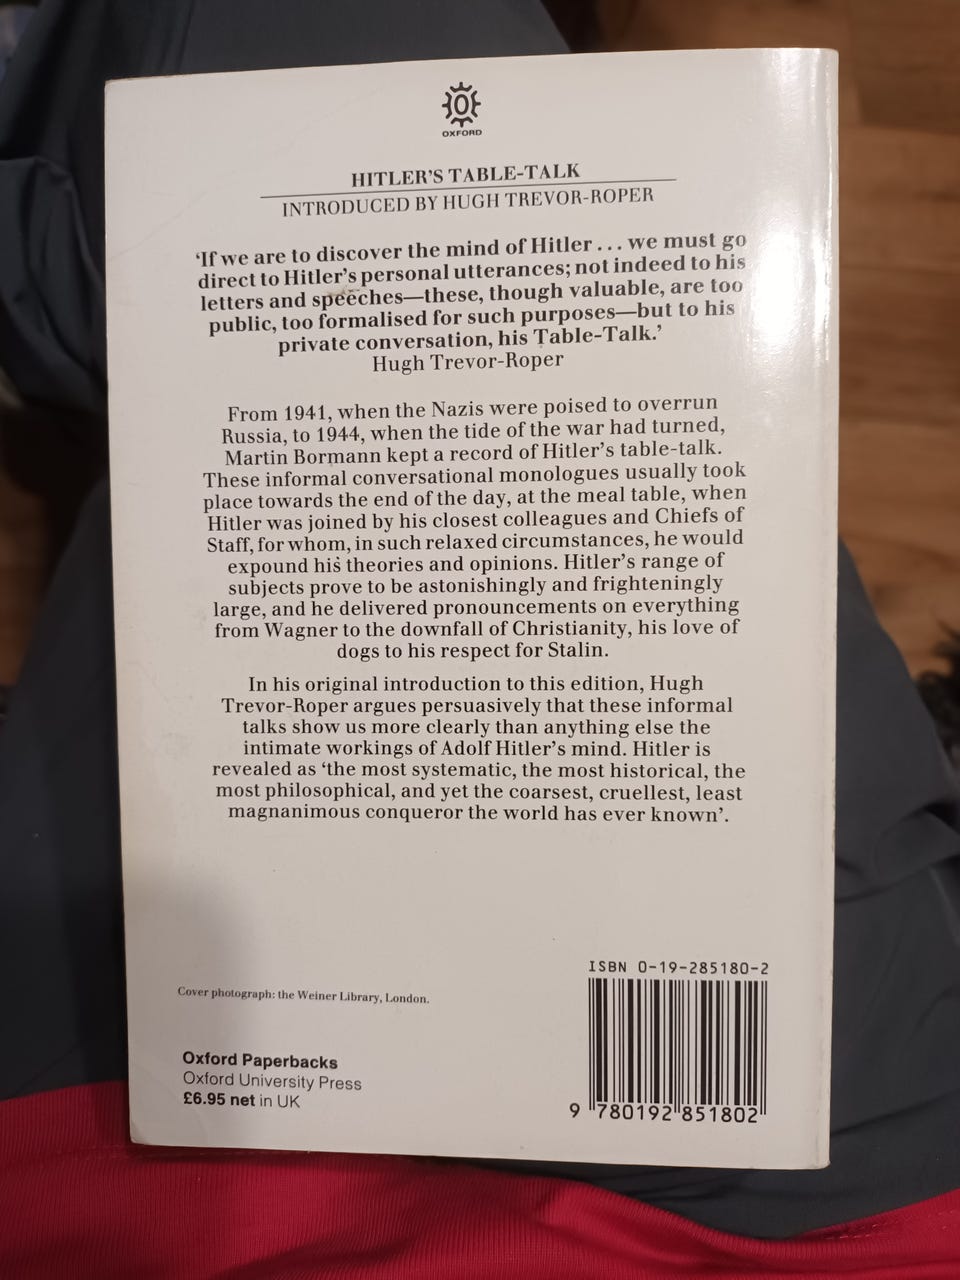 OXFORD
HITLER'S TABLE-TALK
INTRODUCED BY HUGH TREVOR-ROPER
'If we are to discover the mind of Hitler . . . we must go
direct to Hitler's personal utterances; not indeed to his
letters and speeches—these, though valuable, are too
public, too formalised for such purposes—but to his
private conversation, his Table-Talk.'
Hugh Trevor-Roper
From 1941, when the Nazis were poised to overrun
Russia, to 1944, when the tide of the war had turned,
Martin Bormann kept a record of Hitler's table-talk.
These informal conversational monologues usually took
place towards the end of the day, at the meal table, when
Hitler was joined by his closest colleagues and Chiefs of
Staff, for whom, in such relaxed circumstances, he would
expound his theories and opinions. Hitler's range of
subjects prove to be astonishingly and frighteningly
large, and he delivered pronouncements on everything
from Wagner to the downfall of Christianity, his love of
dogs to his respect for Stalin.
In his original introduction to this edition, Hugh
Trevor-Roper argues persuasively that these informal
talks show us more clearly than anything else the
intimate workings of Adolf Hitler's mind. Hitler is
revealed as 'the most systematic, the most historical, the
most philosophical, and yet the coarsest, cruellest, least
magnanimous conqueror the world has ever known'.
ISBN 0-19-285180-2
Cover photograph: the Weiner Library, London.
Oxford Paperbacks
Oxford University Press
£6.95 net in UK
9 780192 851802